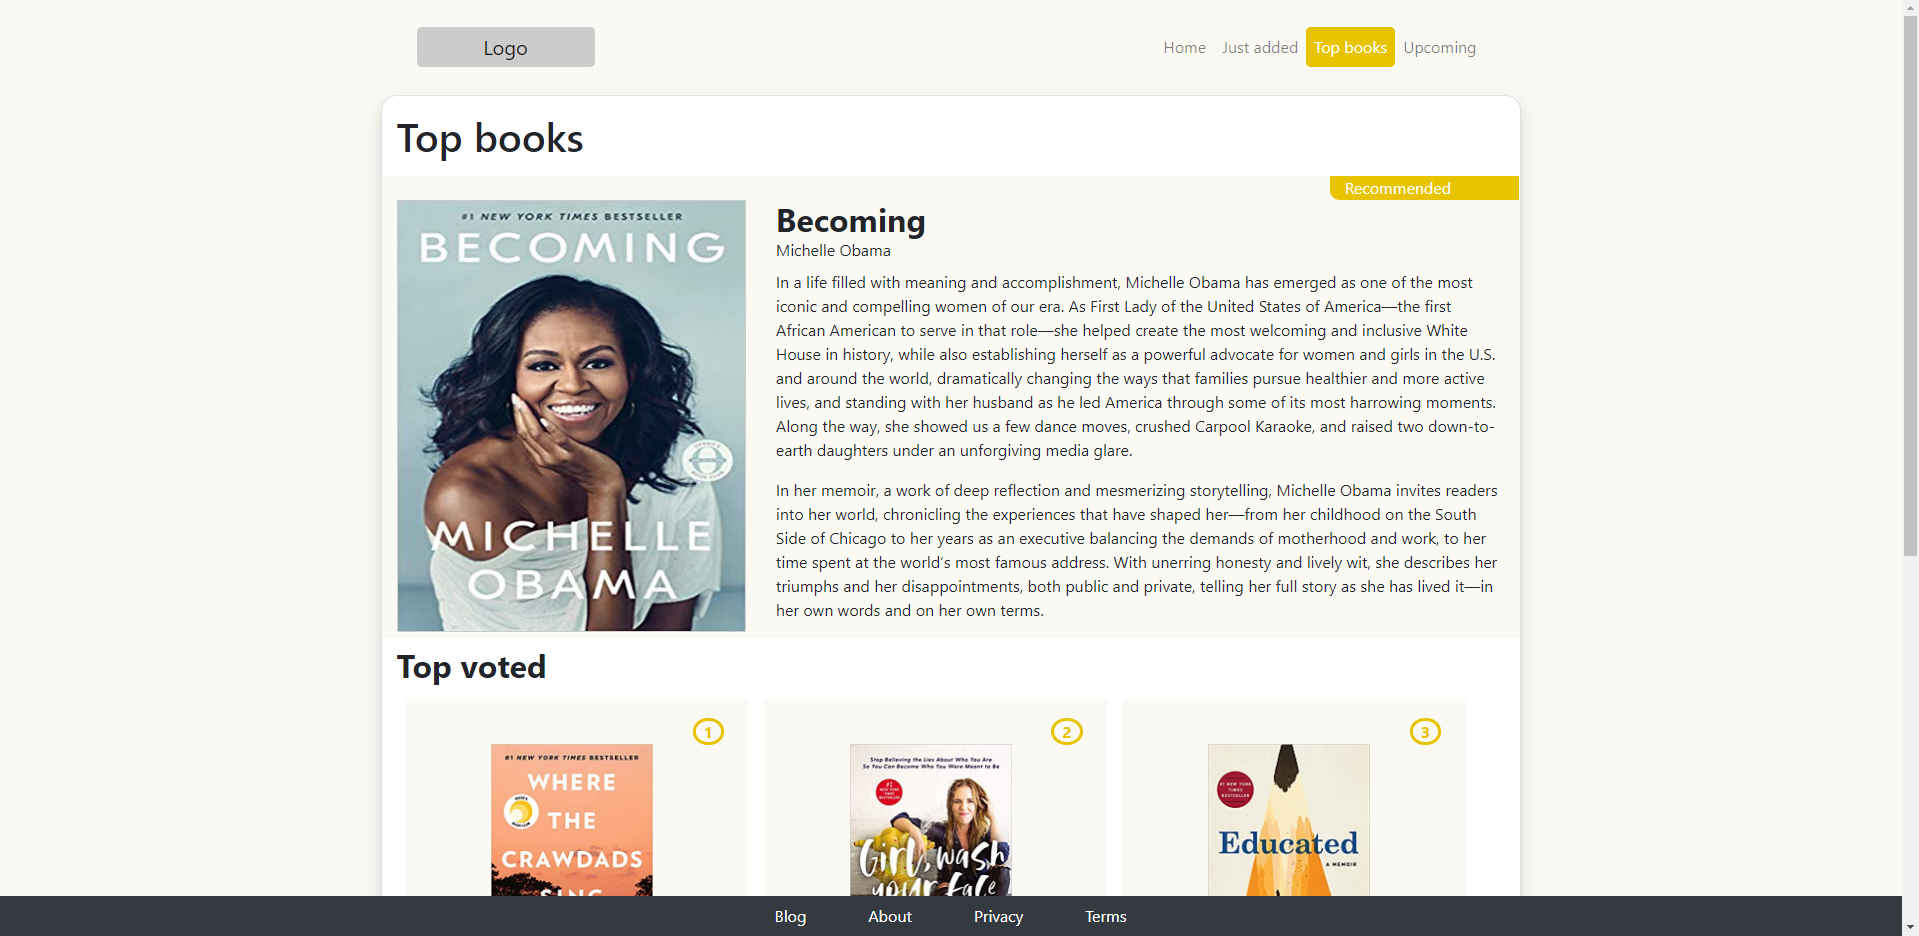 Logo
Home Just added Top books Upcoming
Top books
Recommended
#1 NEW YORK TIMES BESTSELLER
BECOMING
MICHELLE
OBAMA
Becoming
Michelle Obama
In a life filled with meaning and accomplishment, Michelle Obama has emerged as one of the most
iconic and compelling women of our era. As First Lady of the United States of America—the first
African American to serve in that role—she helped create the most welcoming and inclusive White
House in history, while also establishing herself as a powerful advocate for women and girls in the U.S.
and around the world, dramatically changing the ways that families pursue healthier and more active
lives, and standing with her husband as he led America through some of its most harrowing moments.
Along the way, she showed us a few dance moves, crushed Carpool Karaoke, and raised two down-to-
earth daughters under an unforgiving media glare.
In her memoir, a work of deep reflection and mesmerizing storytelling, Michelle Obama invites readers
into her world, chronicling the experiences that have shaped her—from her childhood on the South
Side of Chicago to her years as an executive balancing the demands of motherhood and work, to her
time spent at the world’s most famous address. With unerring honesty and lively wit, she describes her
triumphs and her disappointments, both public and private, telling her full story as she has lived it—in
her own words and on her own terms.
Top voted
1
#1 NEW YORK TIMES BESTSELLER
WHERE
THE
CRAWDADS
SING
2
Stop Believing the Lies About Who You Are
So You Can Become Who You Were Meant to Be
Girl, wash
your face
3
#1 NEW YORK
TIMES
BESTSELLER
Educated
A MEMOIR
Blog About Privacy Terms